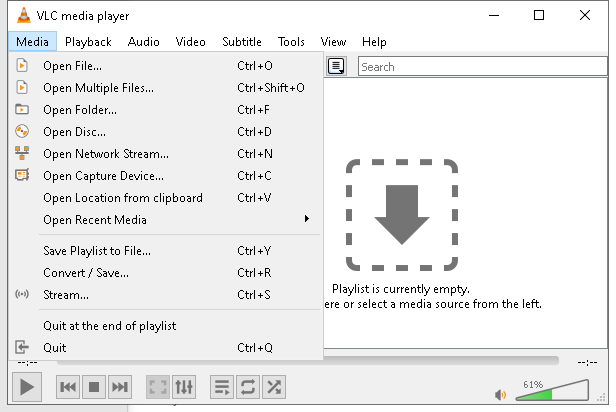 VLC media player
Media Playback Audio Video Subtitle Tools View Help
Open File... Ctrl+O
Open Multiple Files... Ctrl+Shift+O
Open Folder... Ctrl+F
Open Disc... Ctrl+D
Open Network Stream... Ctrl+N
Open Capture Device... Ctrl+C
Open Location from clipboard Ctrl+V
Open Recent Media
Save Playlist to File... Ctrl+Y
Convert / Save... Ctrl+R
Stream... Ctrl+S
Quit at the end of playlist
Quit Ctrl+Q
Search
Playlist is currently empty.
ere or select a media source from the left.
--:-- --:--
61%